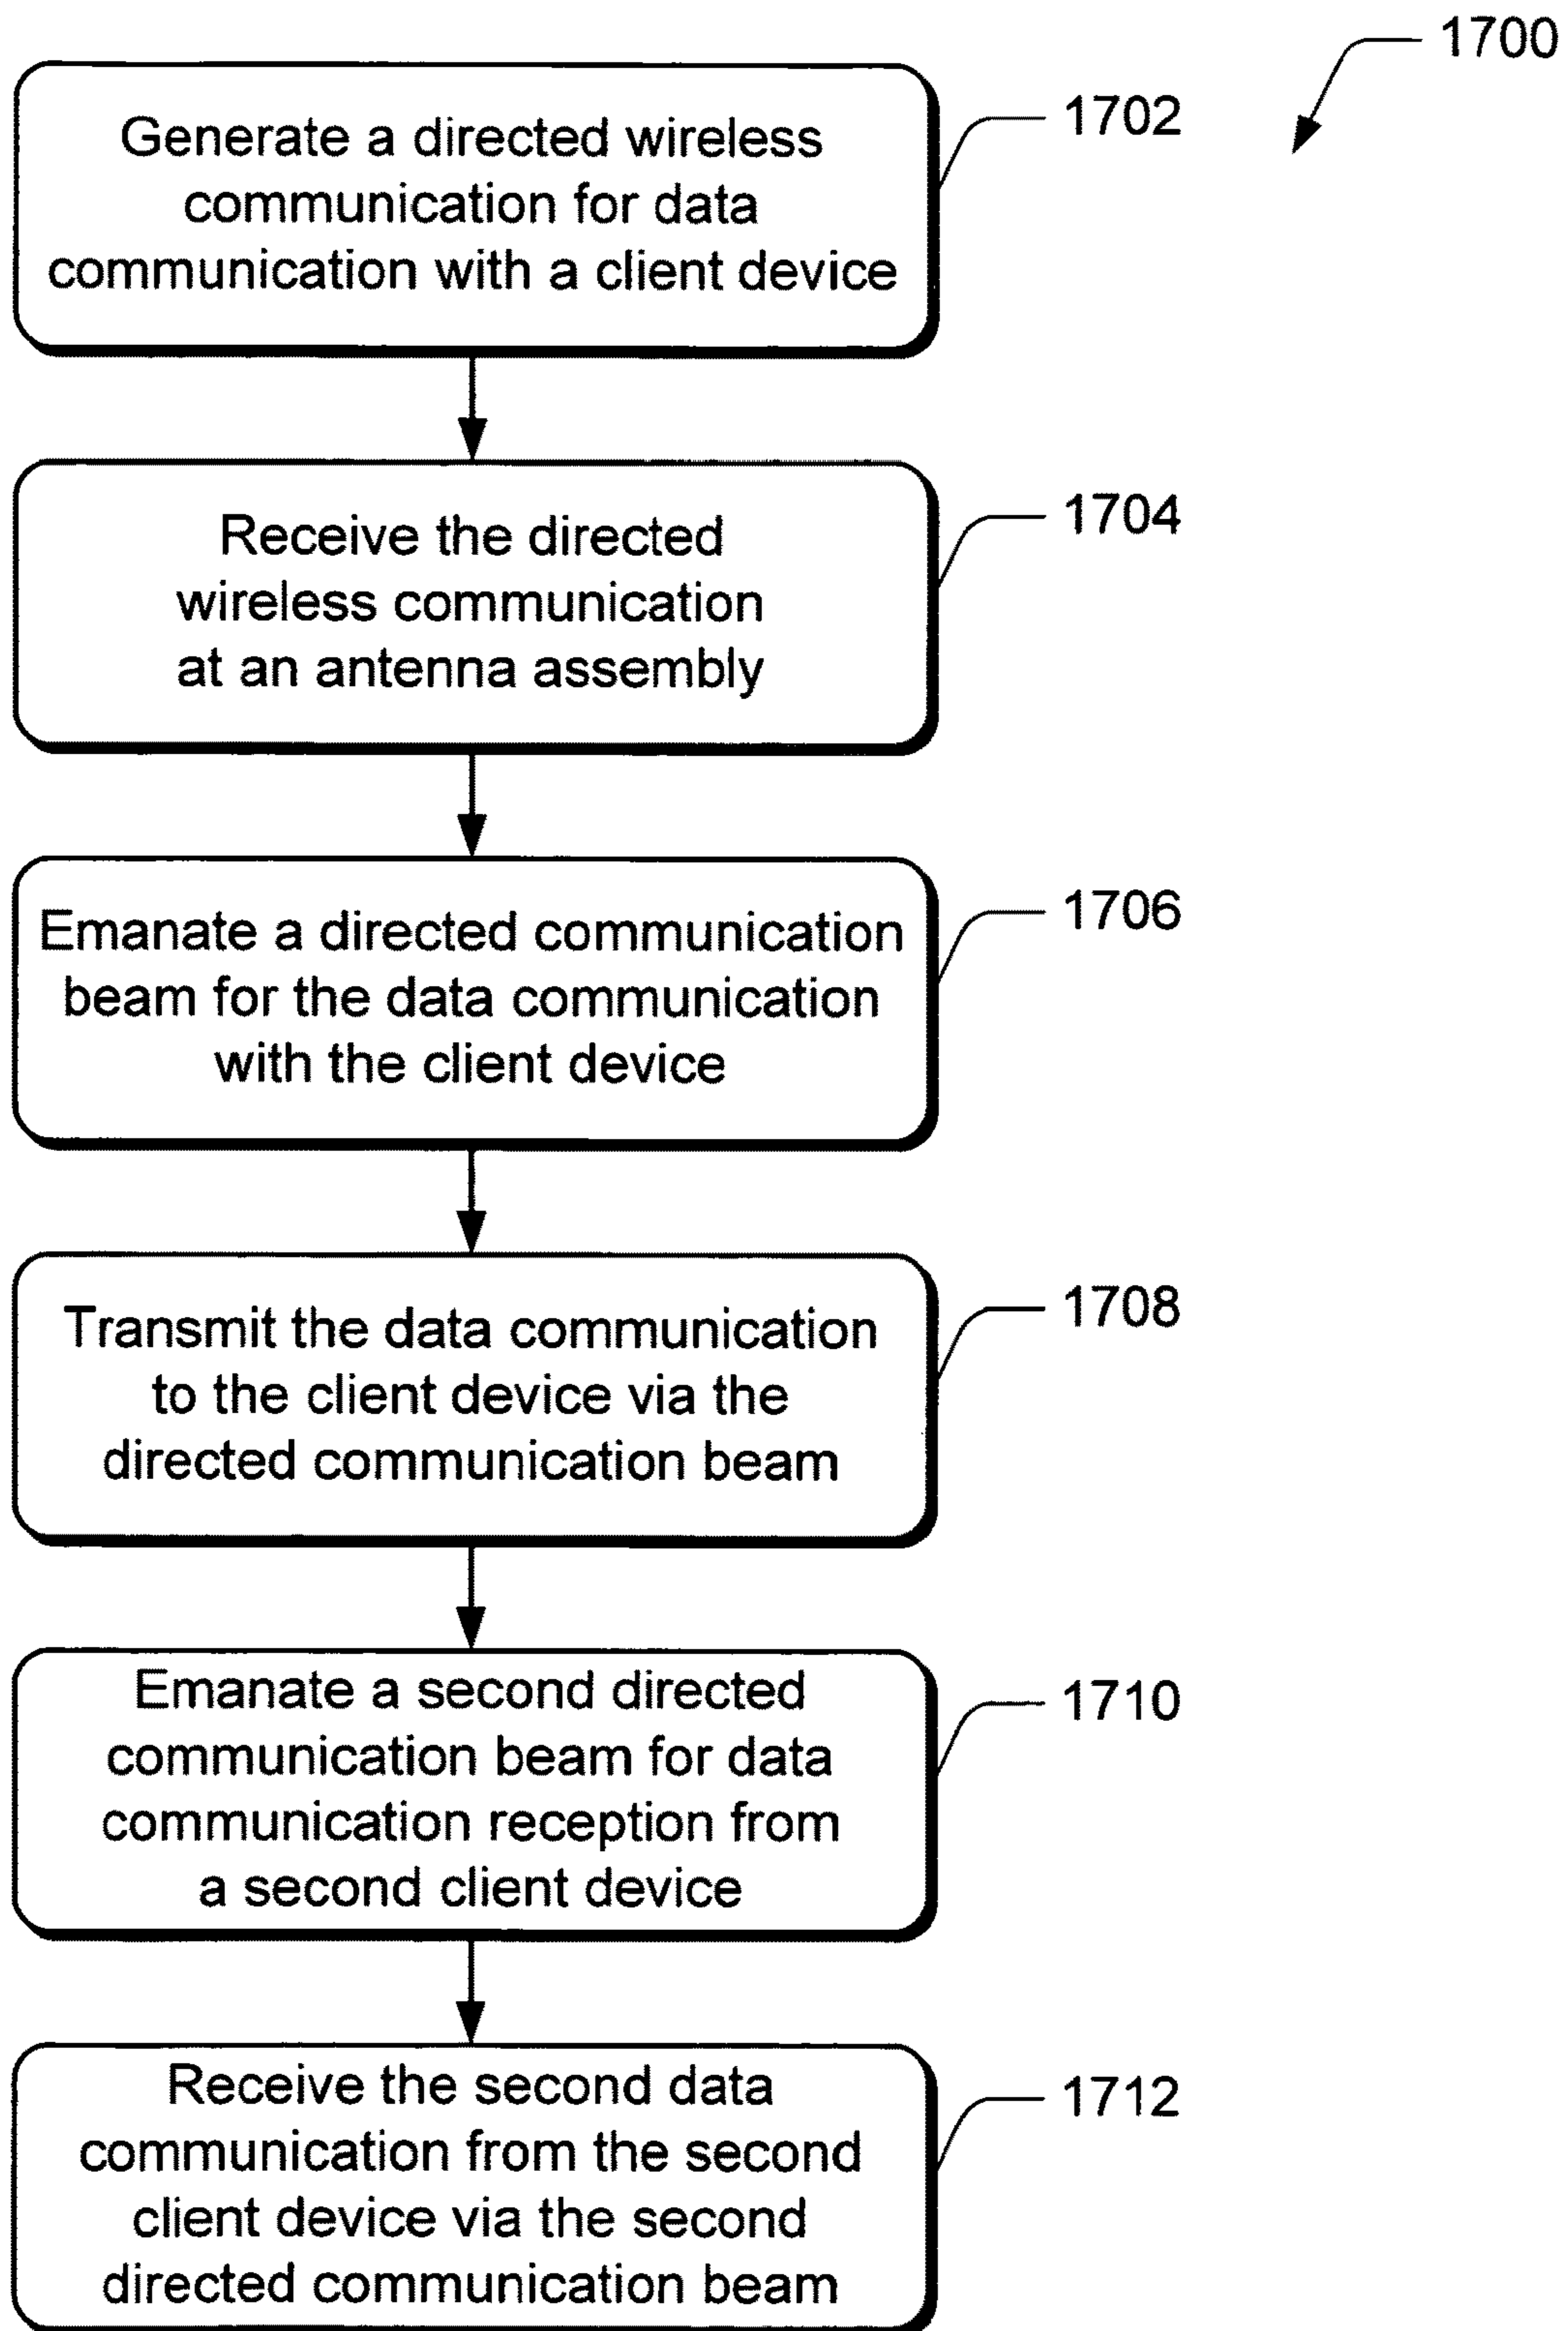 1700
Generate a directed wireless
communication for data
communication with a client device
1702
Receive the directed
wireless communication
at an antenna assembly
1704
Emanate a directed communication
beam for the data communication
with the client device
1706
Transmit the data communication
to the client device via the
directed communication beam
1708
Emanate a second directed
communication beam for data
communication reception from
a second client device
1710
Receive the second data
communication from the second
client device via the second
directed communication beam
1712